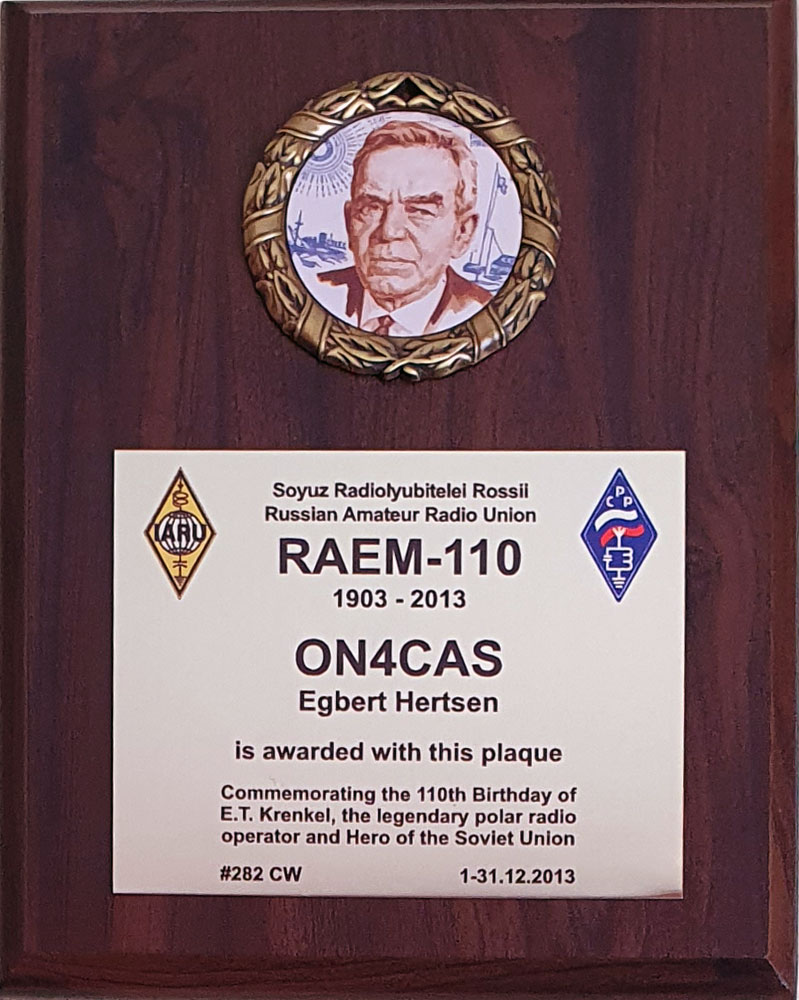 IARU
С Р Р
Soyuz Radiolyubitelei Rossii
Russian Amateur Radio Union
RAEM-110
1903 - 2013
ON4CAS
Egbert Hertsen
is awarded with this plaque
Commemorating the 110th Birthday of
E.T. Krenkel, the legendary polar radio
operator and Hero of the Soviet Union
#282 CW 1-31.12.2013